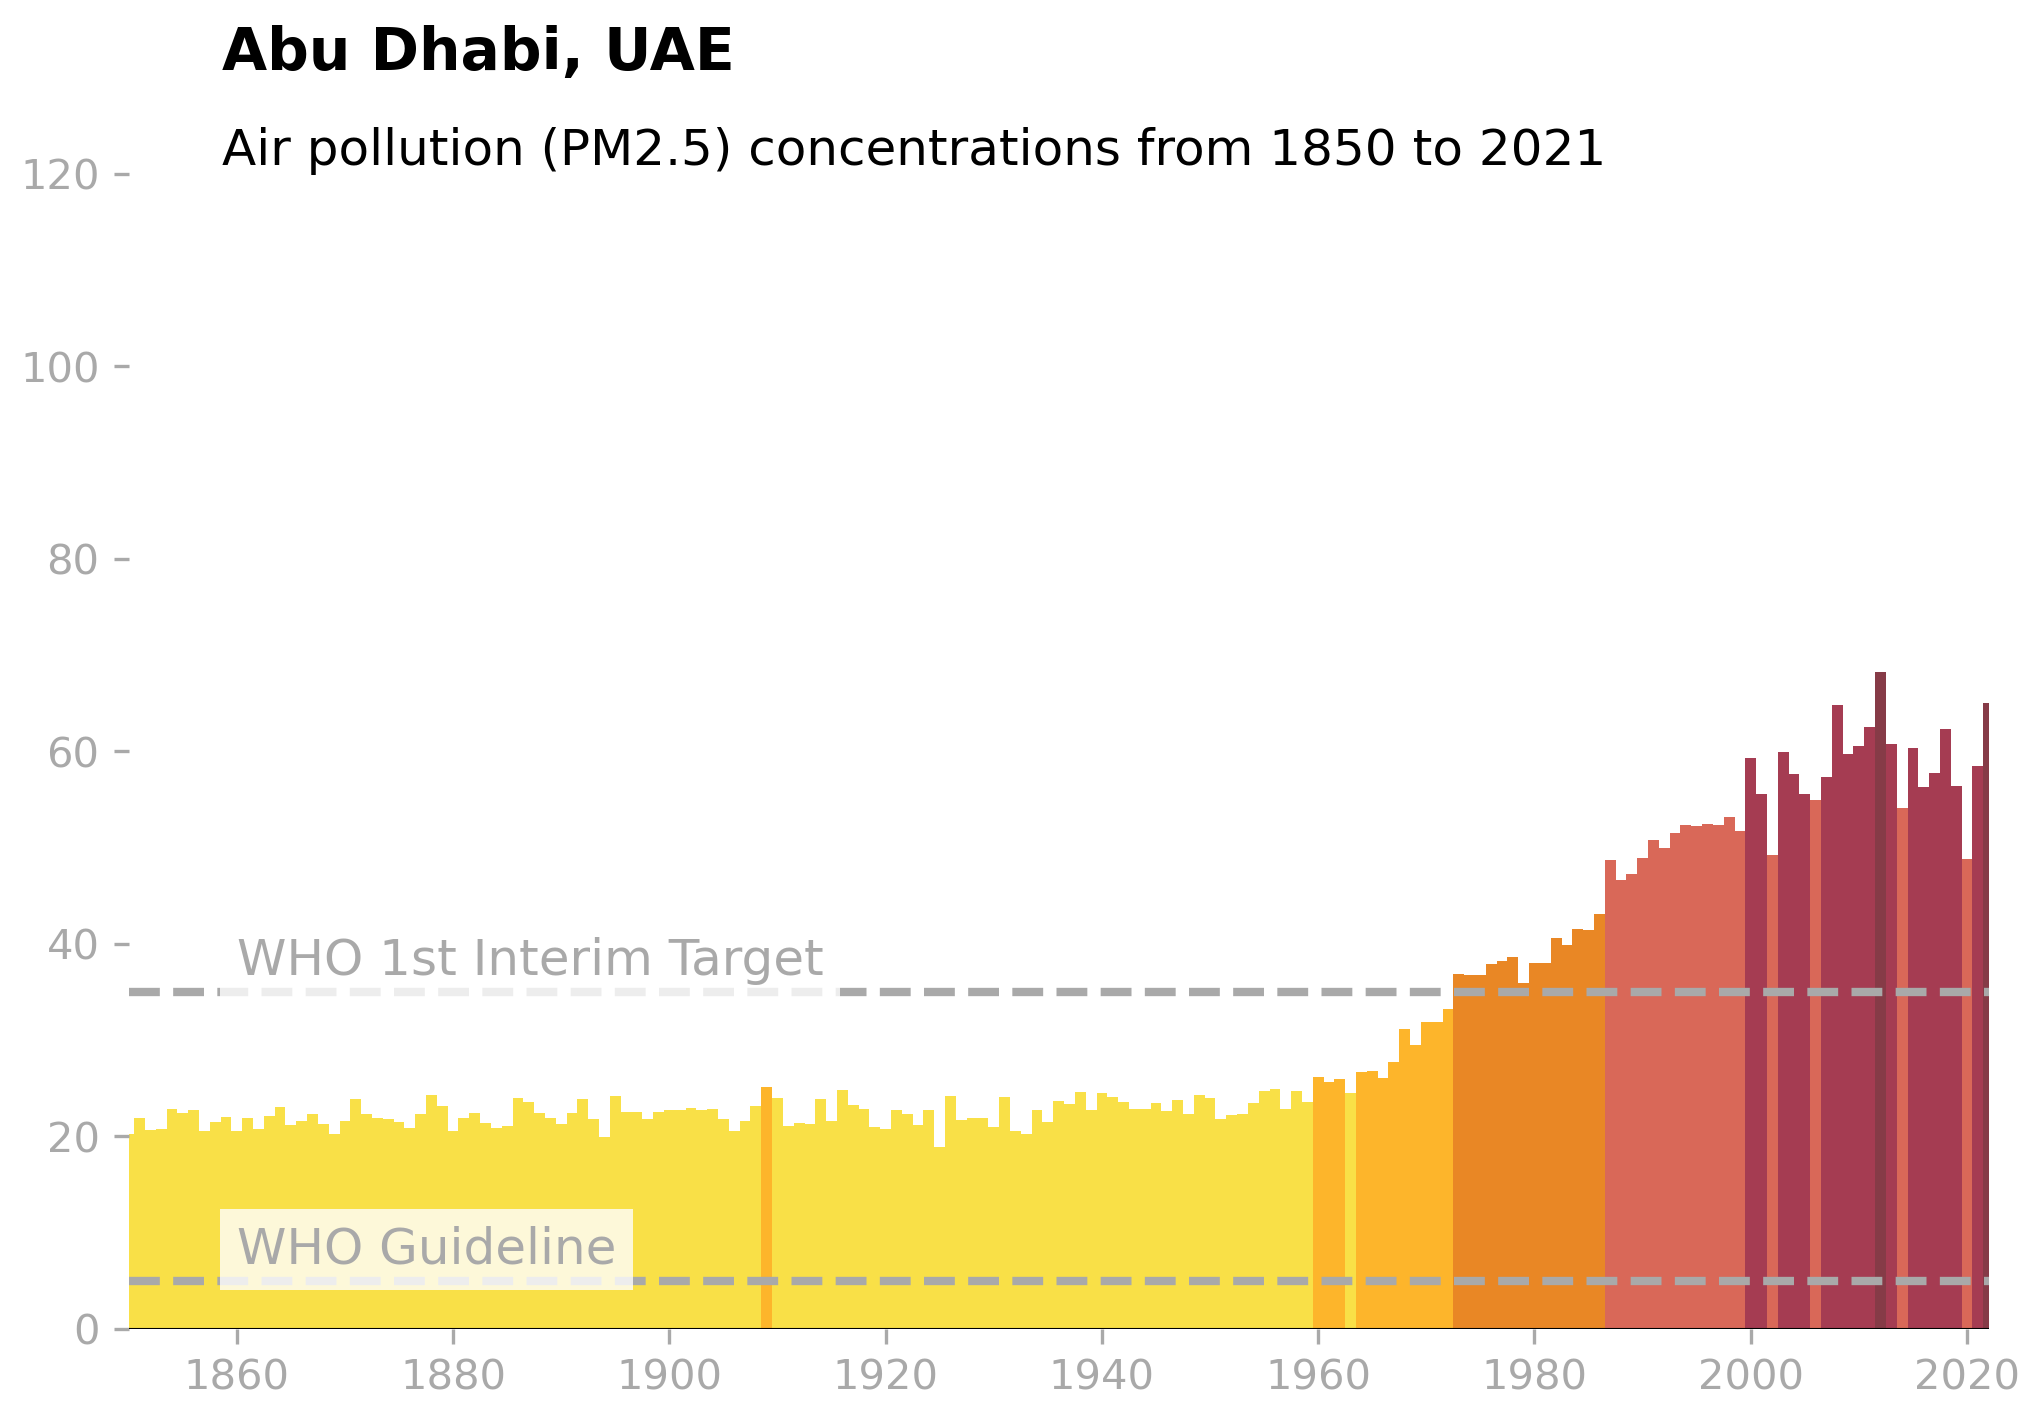 Abu Dhabi, UAE
Air pollution (PM2.5) concentrations from 1850 to 2021
120
100
80
60
40
WHO 1st Interim Target
20
WHO Guideline
0
1860 1880 1900 1920 1940 1960 1980 2000 2020